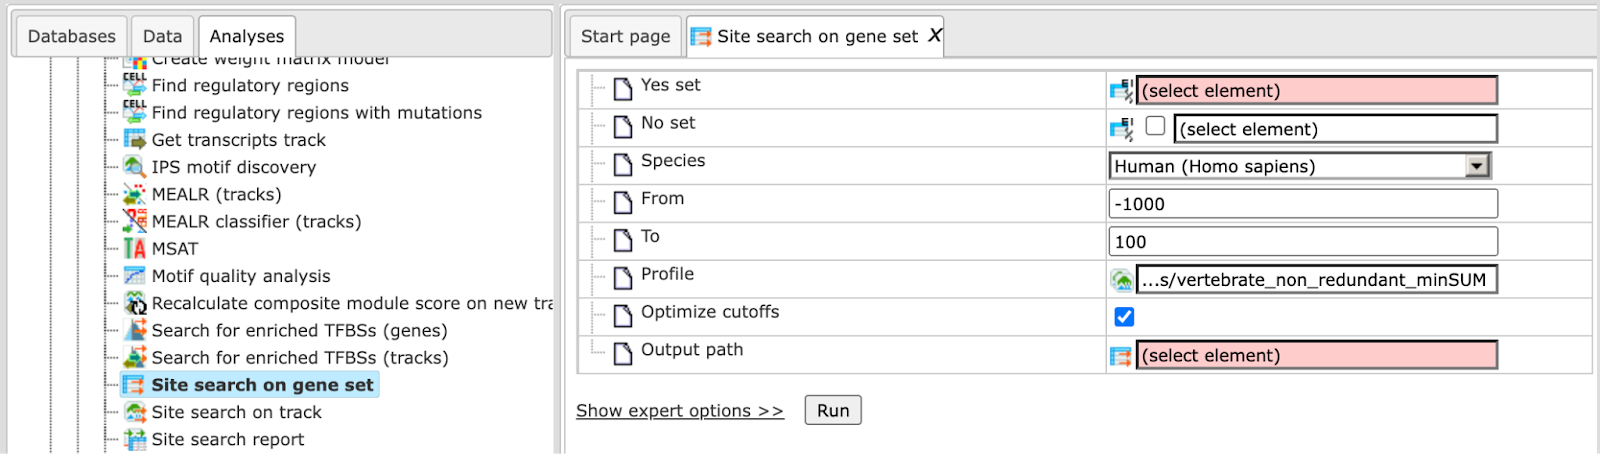 Databases Data Analyses
Create weight matrix model
Find regulatory regions
Find regulatory regions with mutations
Get transcripts track
IPS motif discovery
MEALR (tracks)
MEALR classifier (tracks)
MSAT
Motif quality analysis
Recalculate composite module score on new tra
Search for enriched TFBSs (genes)
Search for enriched TFBSs (tracks)
Site search on gene set
Site search on track
Site search report
Start page Site search on gene set X
Yes set (select element)
No set (select element)
Species Human (Homo sapiens)
From -1000
To 100
Profile ...s/vertebrate_non_redundant_minSUM
Optimize cutoffs
Output path (select element)
Show expert options >> Run